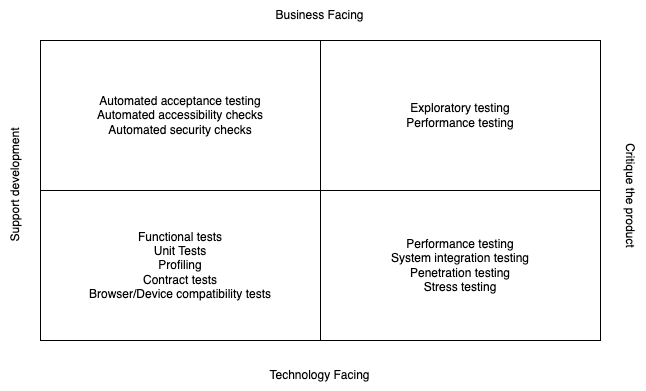 Business Facing
Support development
Automated acceptance testing
Automated accessibility checks
Automated security checks
Exploratory testing
Performance testing
Critique the product
Functional tests
Unit Tests
Profiling
Contract tests
Browser/Device compatibility tests
Performance testing
System integration testing
Penetration testing
Stress testing
Technology Facing